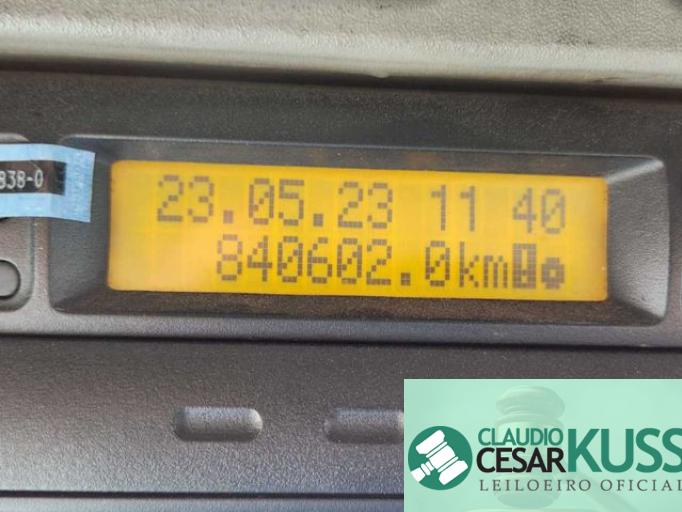 838-0
23.05.23 11 40
840602.0km
CLAUDIO
CESAR KUSS
LEILOEIRO OFICIAL